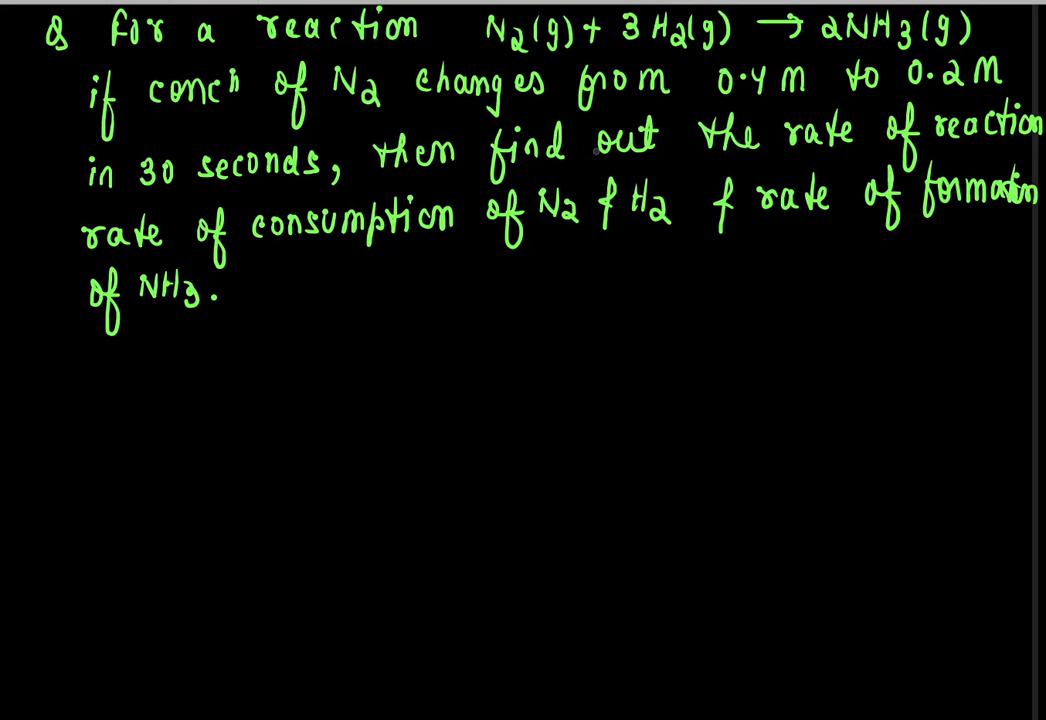 Q For a reaction N2(g) + 3H2(g) → 2NH3(g)
if concⁿ of N2 changes from 0.4 M to 0.2 M
in 30 seconds, then find out the rate of reaction
rate of consumption of N2 & H2 & rate of formation
of NH3.